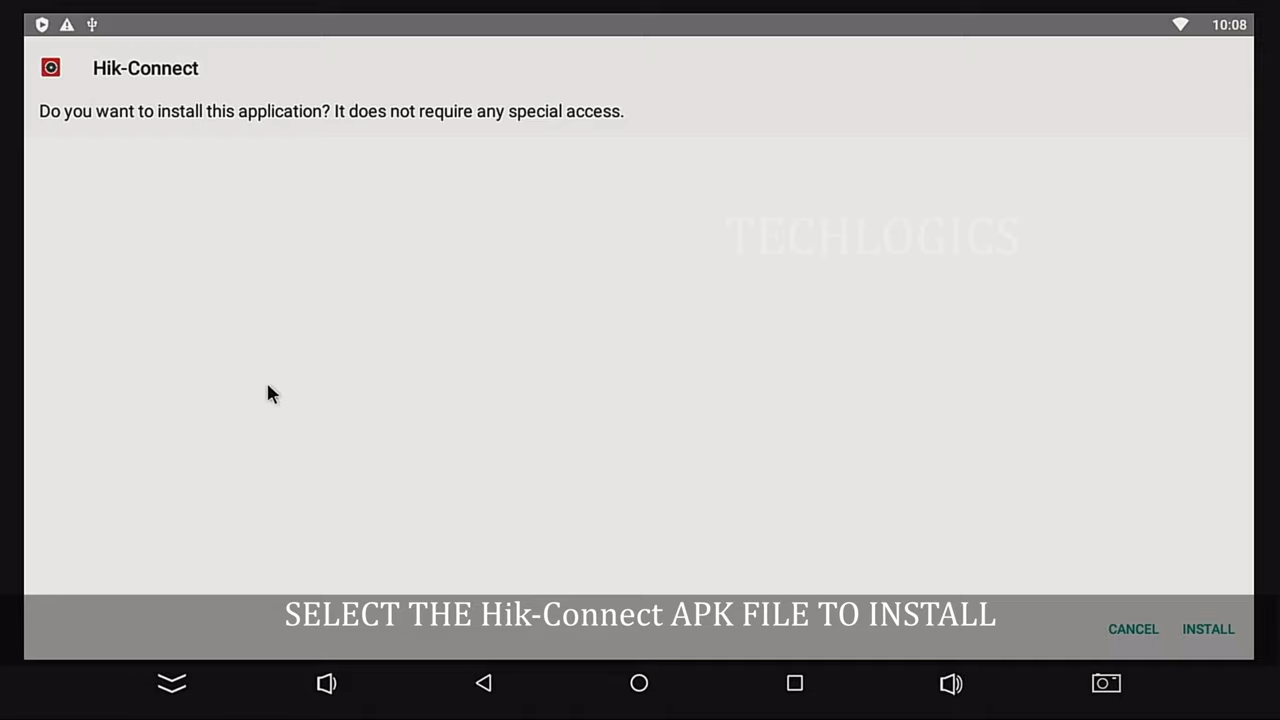 10:08
Hik-Connect
Do you want to install this application? It does not require any special access.
TECHLOGICS
SELECT THE Hik-Connect APK FILE TO INSTALL
CANCEL INSTALL